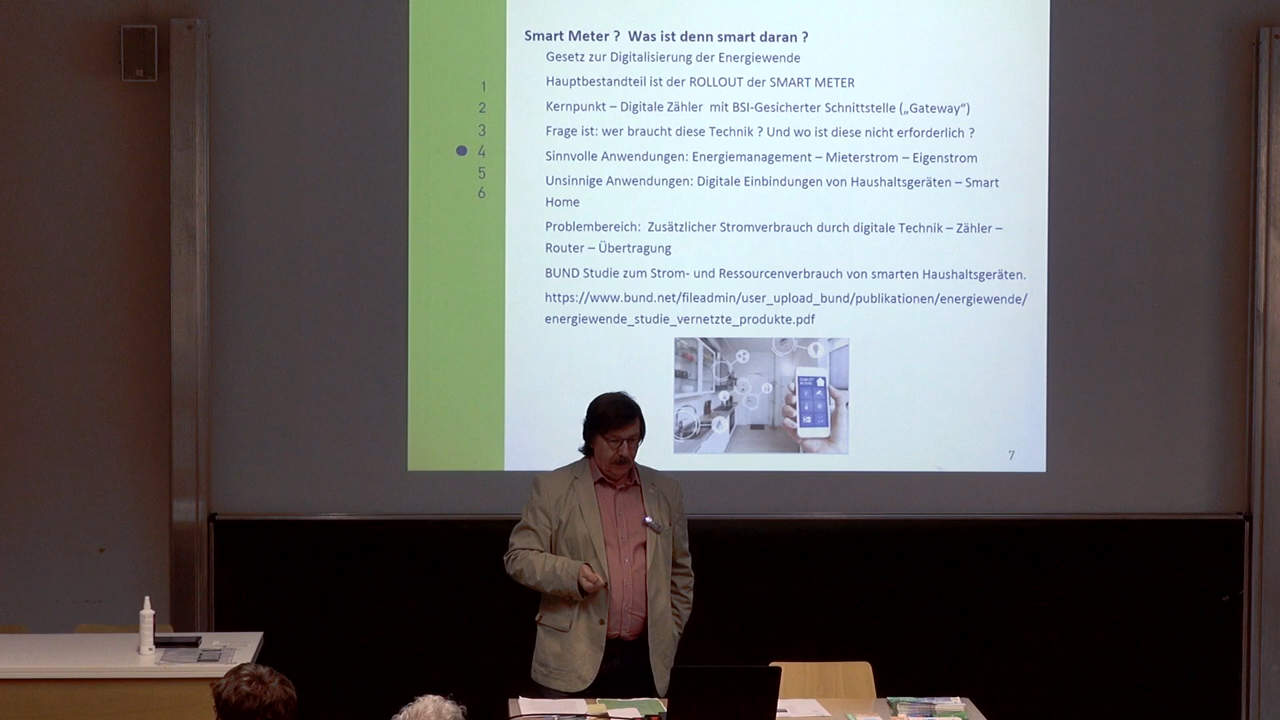 Smart Meter ? Was ist denn smart daran ?
Gesetz zur Digitalisierung der Energiewende
Hauptbestandteil ist der ROLLOUT der SMART METER
Kernpunkt – Digitale Zähler mit BSI-Gesicherter Schnittstelle („Gateway“)
Frage ist: wer braucht diese Technik ? Und wo ist diese nicht erforderlich ?
Sinnvolle Anwendungen: Energiemanagement – Mieterstrom – Eigenstrom
Unsinnige Anwendungen: Digitale Einbindungen von Haushaltsgeräten – Smart
Home
Problembereich: Zusätzlicher Stromverbrauch durch digitale Technik – Zähler –
Router – Übertragung
BUND Studie zum Strom- und Ressourcenverbrauch von smarten Haushaltsgeräten.
https://www.bund.net/fileadmin/user_upload_bund/publikationen/energiewende/
energiewende_studie_vernetzte_produkte.pdf
1
2
3
4
5
6
7